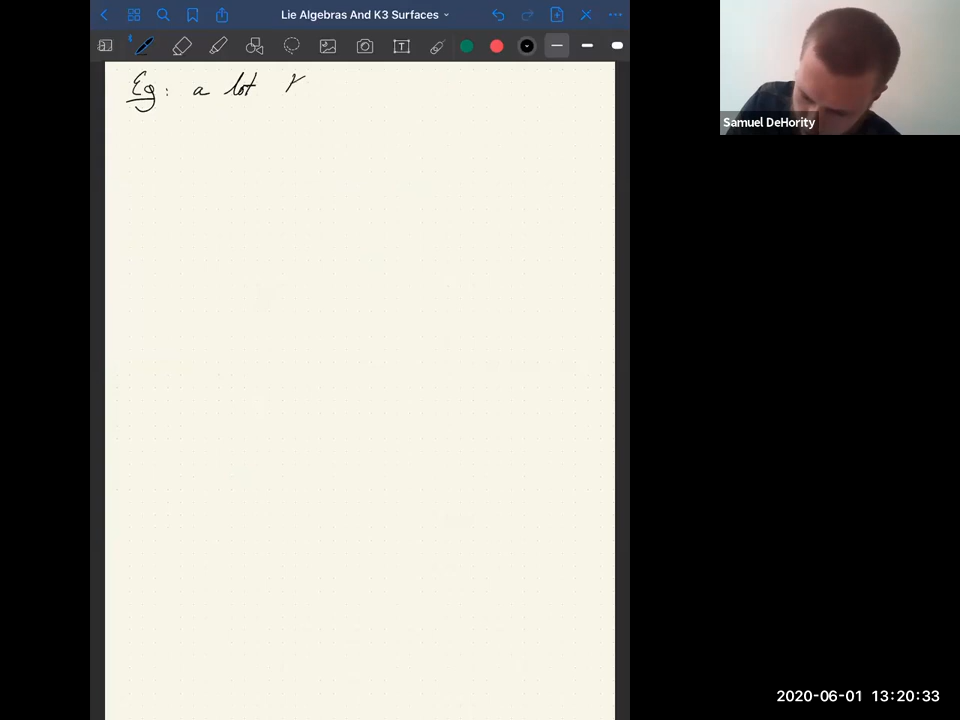 Lie Algebras And K3 Surfaces
Eg: a lot
Samuel DeHority
2020-06-01 13:20:33